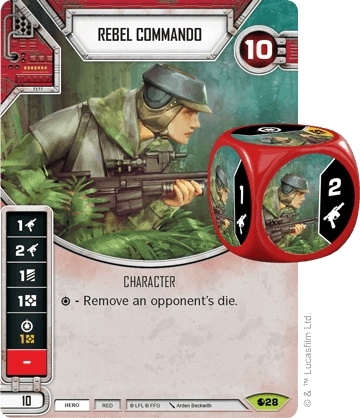 REBEL COMMANDO
10
1
2
1
2
1
1
CHARACTER
- Remove an opponent's die.
1
–
10
HERO
RED
© LFL © FFG
Arden Beckwith
28
© & ™ Lucasfilm Ltd.